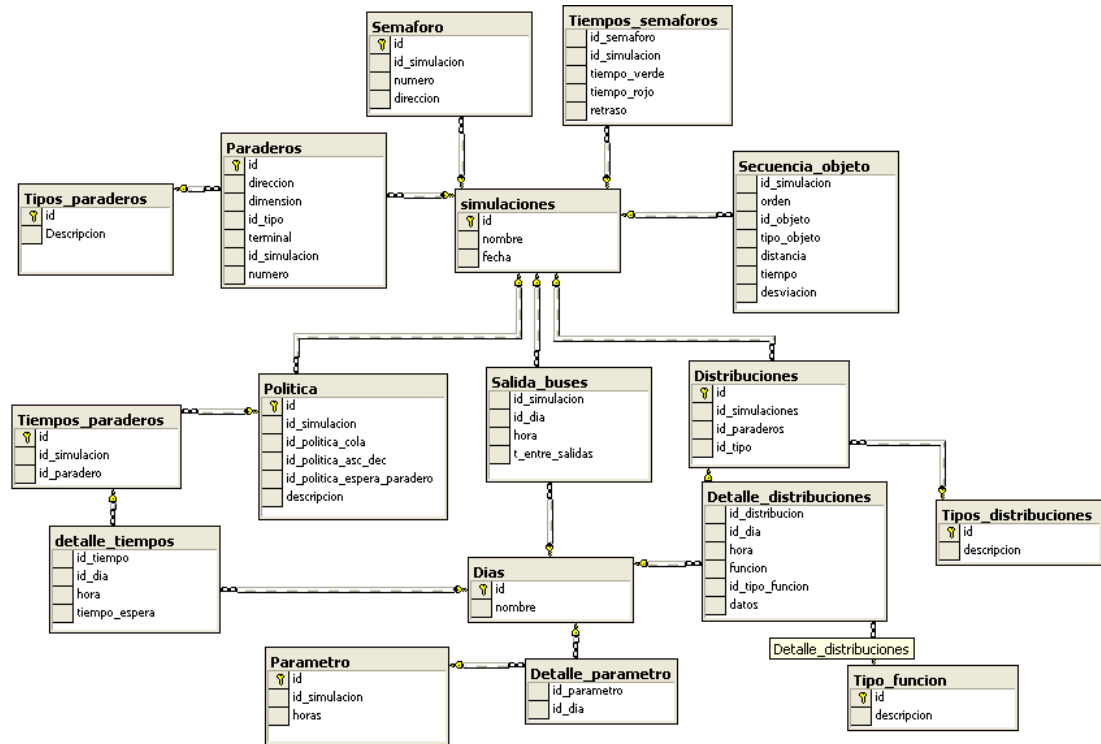 Semaforo
id
id_simulacion
numero
direccion
Tiempos_semaforos
id_semaforo
id_simulacion
tiempo_verde
tiempo_rojo
retraso
Paraderos
id
direccion
dimension
id_tipo
terminal
id_simulacion
numero
Tipos_paraderos
id
Descripcion
simulaciones
id
nombre
fecha
Secuencia_objeto
id_simulacion
orden
id_objeto
tipo_objeto
distancia
tiempo
desviacion
Tiempos_paraderos
id
id_simulacion
id_paradero
Politica
id
id_simulacion
id_politica_cola
id_politica_asc_dec
id_politica_espera_paradero
descripcion
Salida_buses
id_simulacion
id_dia
hora
t_entre_salidas
Distribuciones
id
id_simulaciones
id_paraderos
id_tipo
Detalle_distribuciones
id_distribucion
id_dia
hora
funcion
id_tipo_funcion
datos
Tipos_distribuciones
id
descripcion
detalle_tiempos
id_tiempo
id_dia
hora
tiempo_espera
Dias
id
nombre
Detalle_distribuciones
Parametro
id
id_simulacion
horas
Detalle_parametro
id_parametro
id_dia
Tipo_funcion
id
descripcion